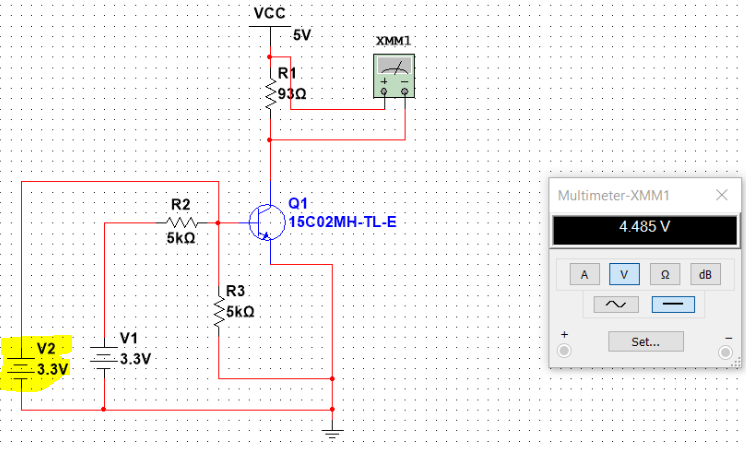 VCC
5V
XMM1
+ −
R1
93Ω
Multimeter-XMM1
4.485 V
A V Ω dB
+ Set... −
R2
5kΩ
Q1
15C02MH-TL-E
R3
5kΩ
V1
3.3V
V2
3.3V